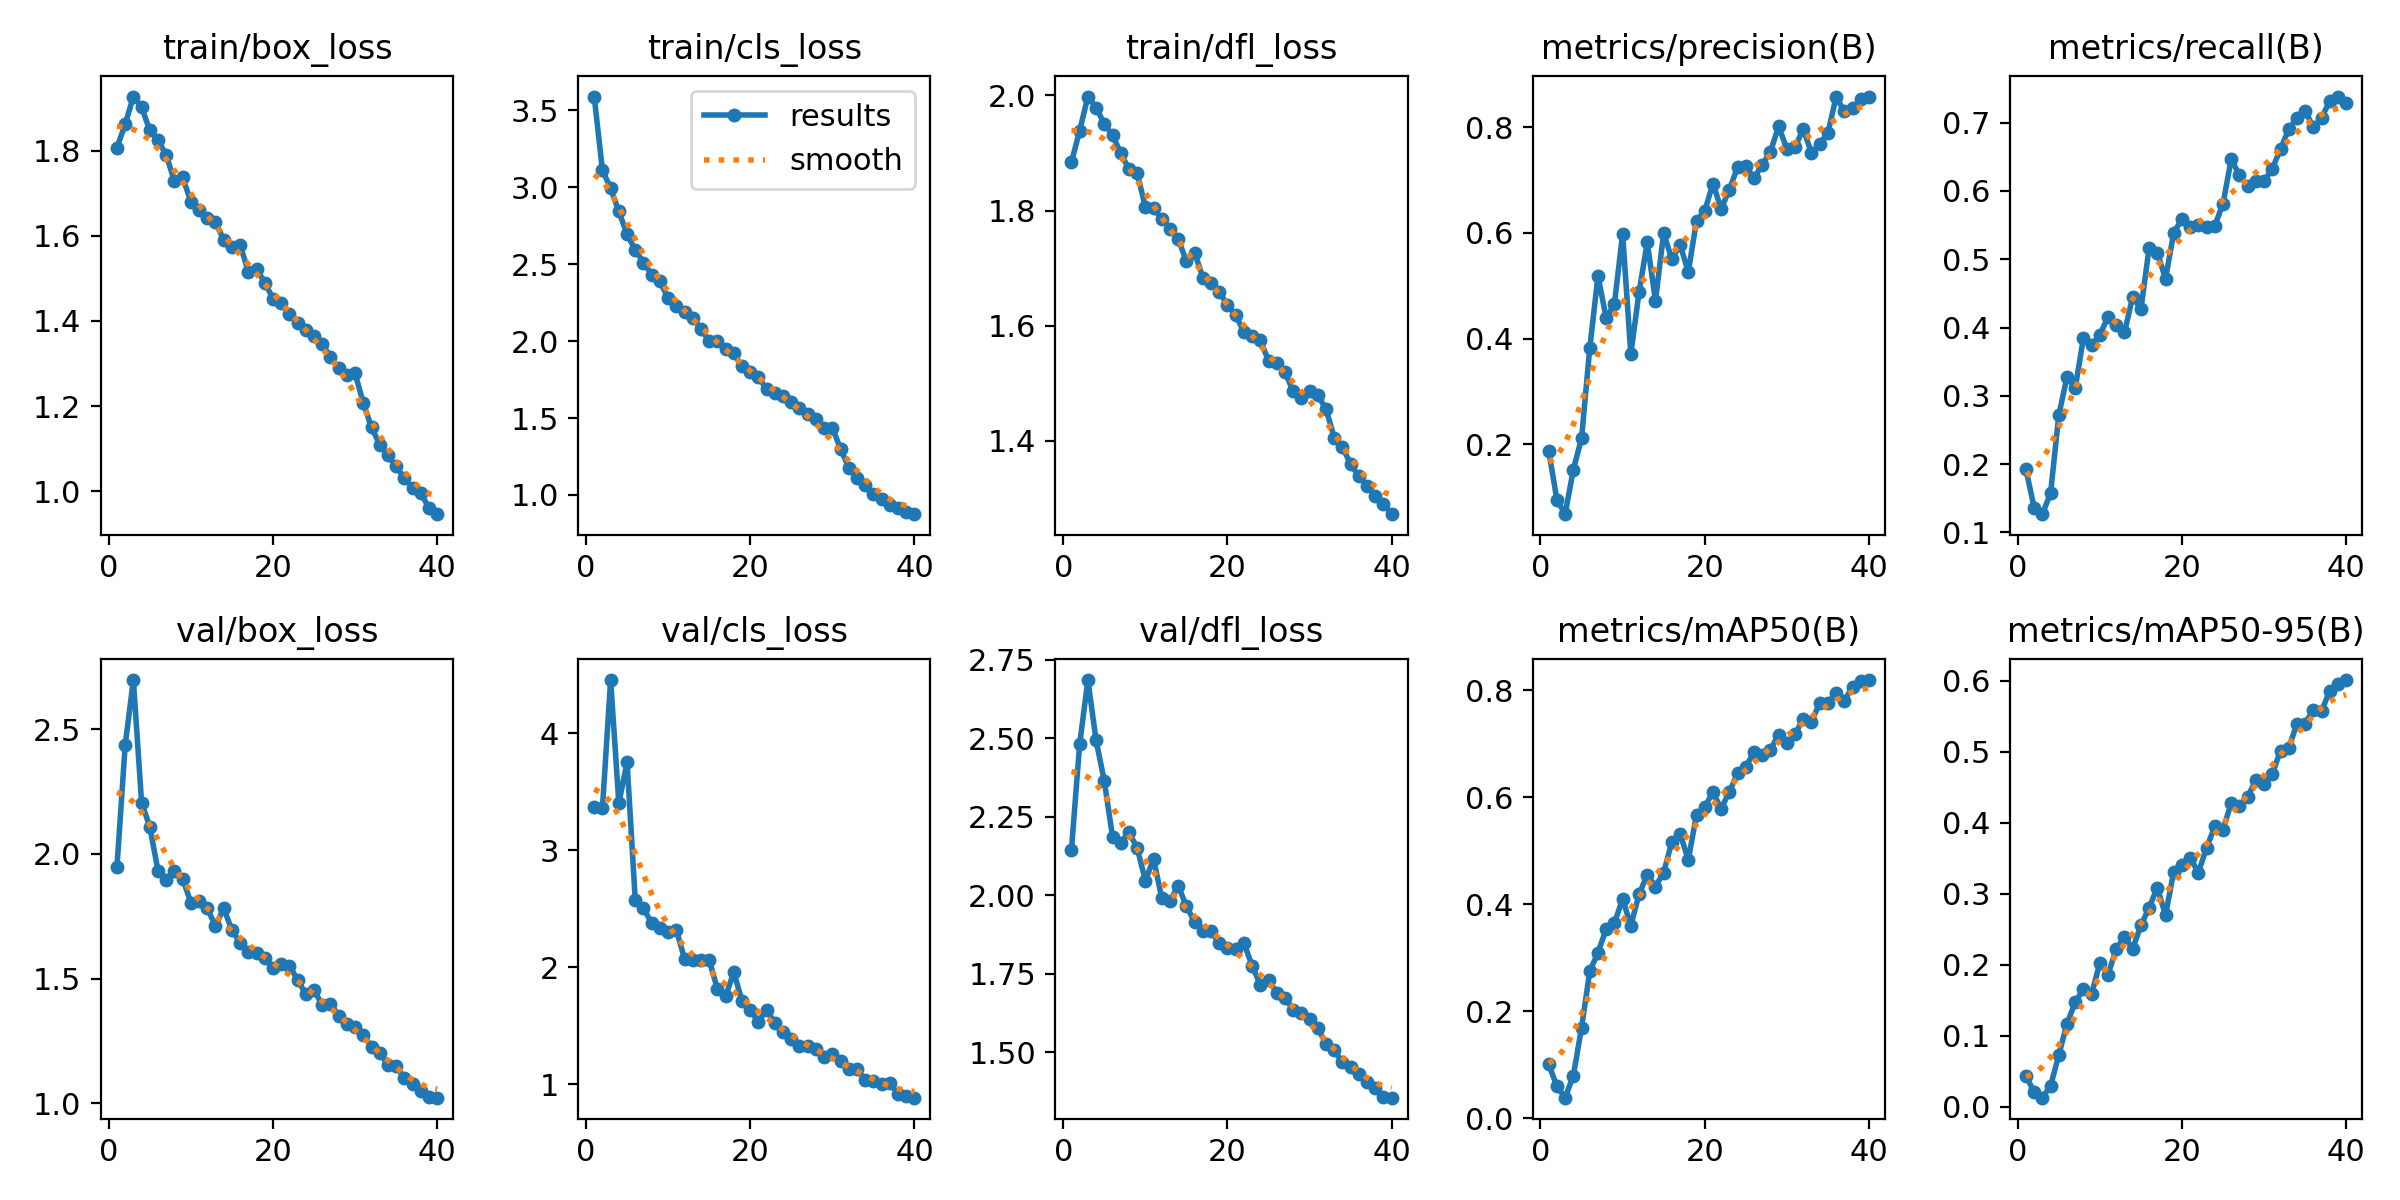 train/box_loss
1.8
1.6
1.4
1.2
1.0
0 20 40
train/cls_loss
results
smooth
3.5
3.0
2.5
2.0
1.5
1.0
0 20 40
train/dfl_loss
2.0
1.8
1.6
1.4
0 20 40
metrics/precision(B)
0.8
0.6
0.4
0.2
0 20 40
metrics/recall(B)
0.7
0.6
0.5
0.4
0.3
0.2
0.1
0 20 40
val/box_loss
2.5
2.0
1.5
1.0
0 20 40
val/cls_loss
4
3
2
1
0 20 40
val/dfl_loss
2.75
2.50
2.25
2.00
1.75
1.50
0 20 40
metrics/mAP50(B)
0.8
0.6
0.4
0.2
0.0
0 20 40
metrics/mAP50-95(B)
0.6
0.5
0.4
0.3
0.2
0.1
0.0
0 20 40